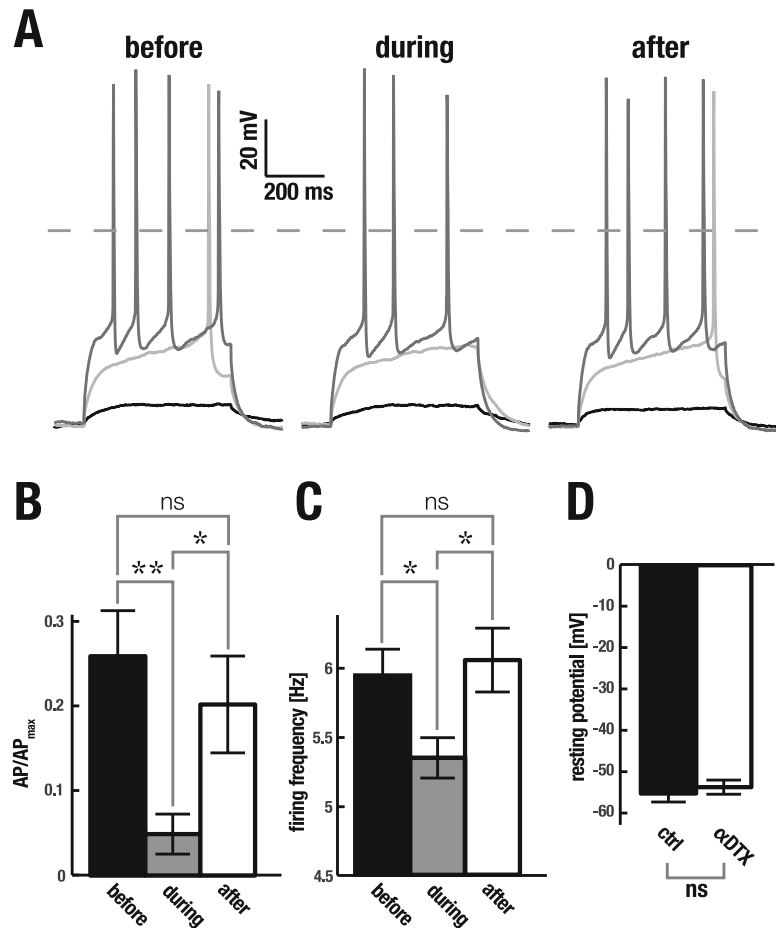 A
before
during
after
20 mV
200 ms
B
ns
*
**
0.3
0.2
0.1
0
AP/APmax
before
during
after
C
ns
*
*
6
5.5
5
4.5
firing frequency [Hz]
before
during
after
D
0
-10
-20
-30
-40
-50
-60
resting potential [mV]
ctrl
αDTX
ns